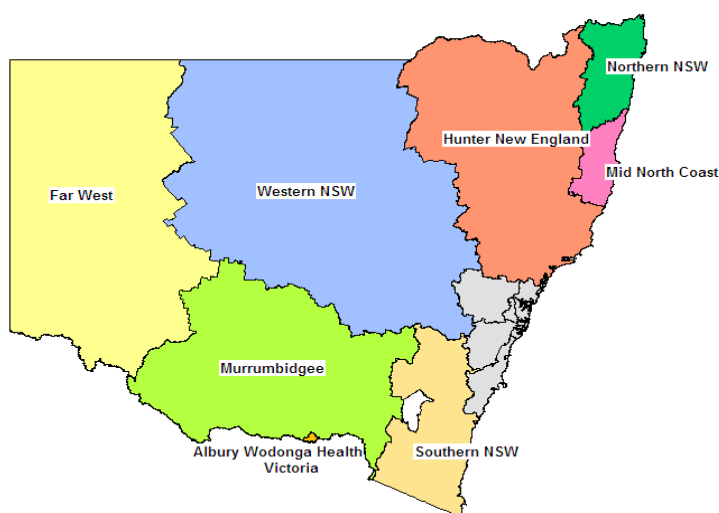 Northern NSW
Hunter New England
Mid North Coast
Western NSW
Far West
Murrumbidgee
Albury Wodonga Health
Victoria
Southern NSW